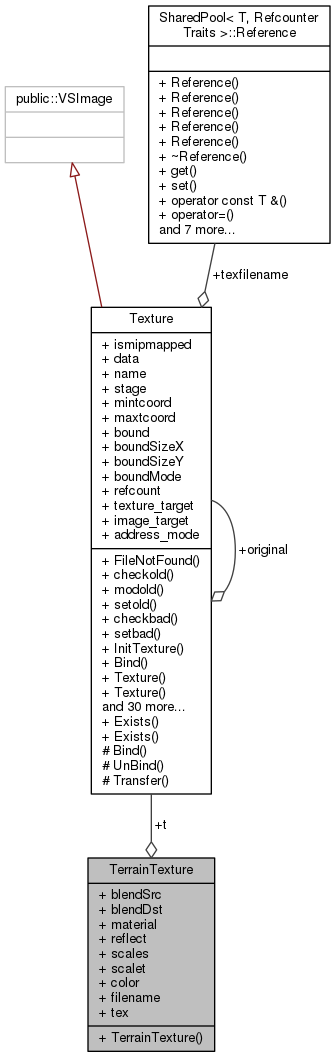 SharedPool< T, Refcounter
Traits >::Reference
+ Reference()
+ Reference()
+ Reference()
+ Reference()
+ Reference()
+ ~Reference()
+ get()
+ set()
+ operator const T &()
+ operator=()
and 7 more...
public::VSImage
+texfilename
Texture
+ ismipmapped
+ data
+ name
+ stage
+ mintcoord
+ maxtcoord
+ bound
+ boundSizeX
+ boundSizeY
+ boundMode
+ refcount
+ texture_target
+ image_target
+ address_mode
+ FileNotFound()
+ checkold()
+ modold()
+ setold()
+ checkbad()
+ setbad()
+ InitTexture()
+ Bind()
+ Texture()
+ Texture()
and 30 more...
+ Exists()
+ Exists()
# Bind()
# UnBind()
# Transfer()
+original
+t
TerrainTexture
+ blendSrc
+ blendDst
+ material
+ reflect
+ scales
+ scalet
+ color
+ filename
+ tex
+ TerrainTexture()